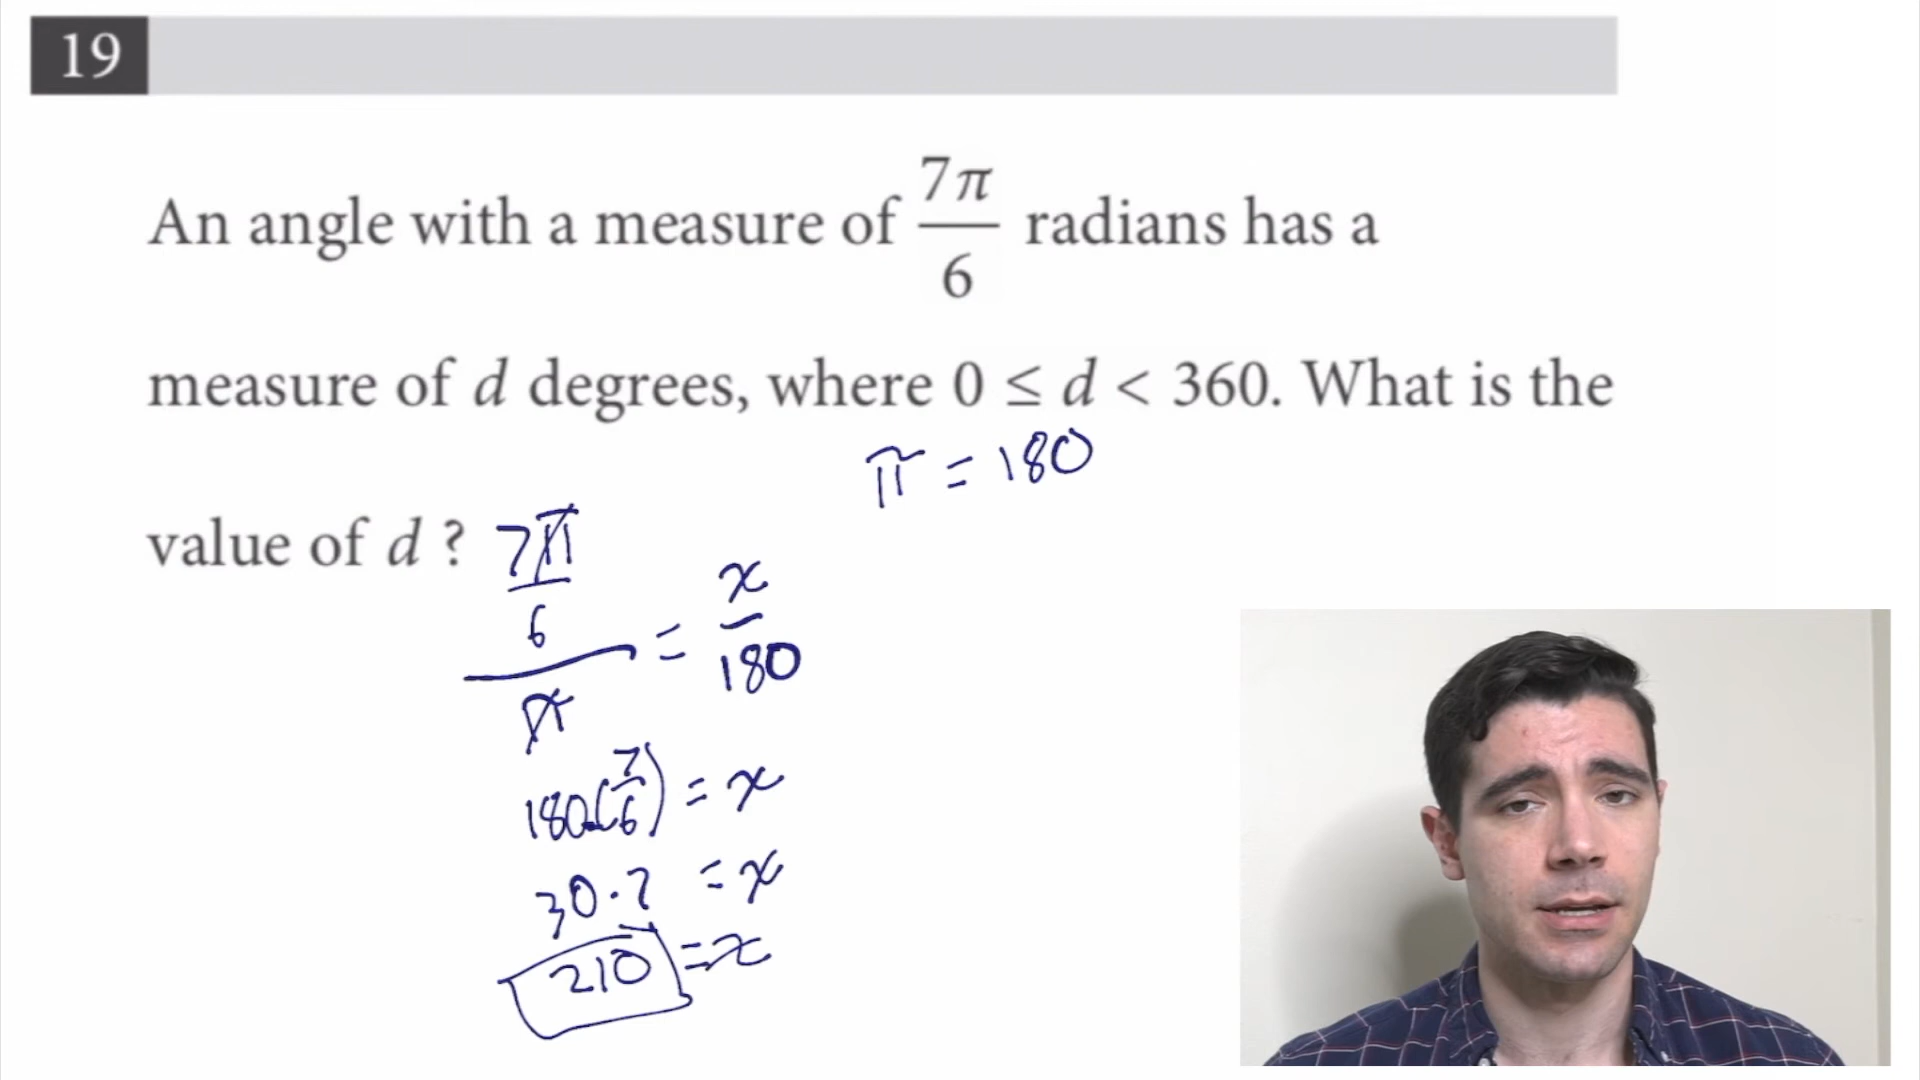 19
An angle with a measure of 7π/6 radians has a
measure of d degrees, where 0 ≤ d < 360. What is the
value of d ?
π = 180
7π/6 / π = x/180
180·(7/6) = x
30·7 = x
210 = x